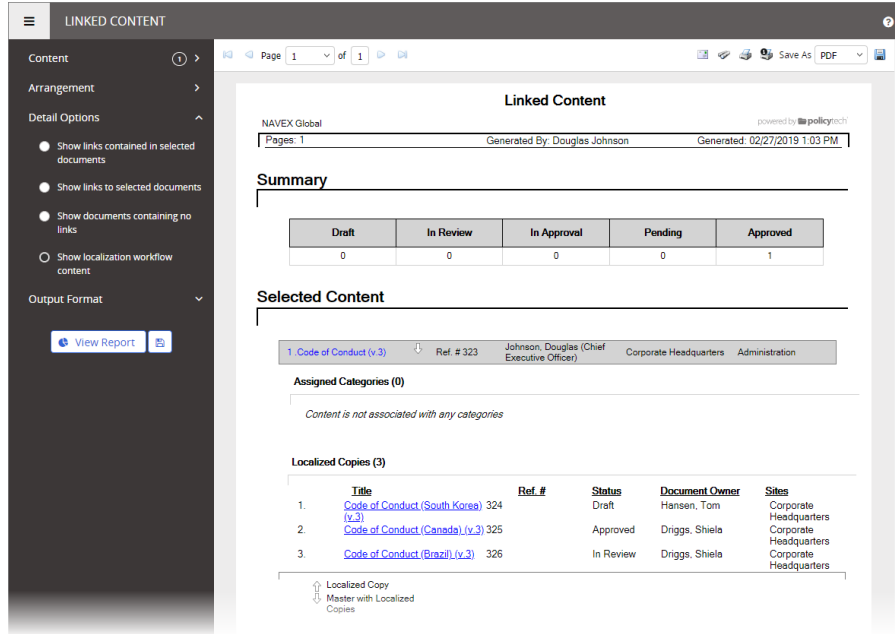 LINKED CONTENT
Content 1
Arrangement
Detail Options
Show links contained in selected
documents
Show links to selected documents
Show documents containing no
links
Show localization workflow
content
Output Format
View Report
Page 1 of 1
Save As PDF
Linked Content
NAVEX Global
powered by policytech
Pages: 1 Generated By: Douglas Johnson Generated: 02/27/2019 1:03 PM
Summary
Draft In Review In Approval Pending Approved
0 0 0 0 1
Selected Content
1 .Code of Conduct (v.3) Ref. # 323 Johnson, Douglas (Chief Corporate Headquarters Administration
Executive Officer)
Assigned Categories (0)
Content is not associated with any categories
Localized Copies (3)
Title Ref. # Status Document Owner Sites
1. Code of Conduct (South Korea) 324 Draft Hansen, Tom Corporate
(v.3) Headquarters
2. Code of Conduct (Canada) (v.3) 325 Approved Driggs, Shiela Corporate
Headquarters
3. Code of Conduct (Brazil) (v.3) 326 In Review Driggs, Shiela Corporate
Headquarters
Localized Copy
Master with Localized
Copies